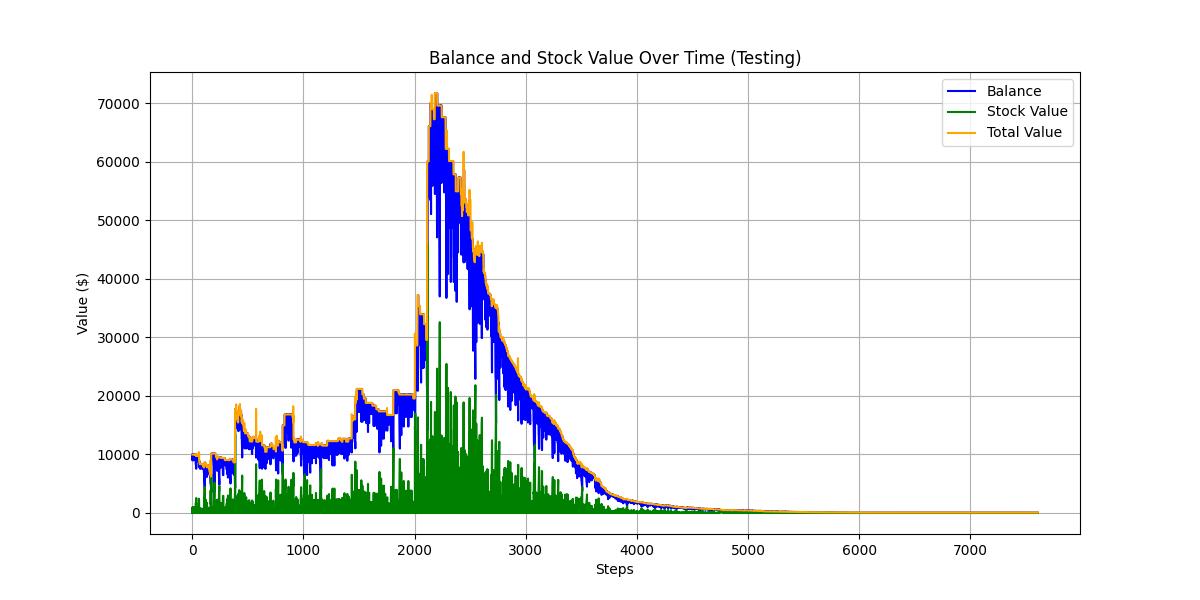 Balance and Stock Value Over Time (Testing)
Balance
Stock Value
Total Value
Value ($)
70000
60000
50000
40000
30000
20000
10000
0
0 1000 2000 3000 4000 5000 6000 7000
Steps